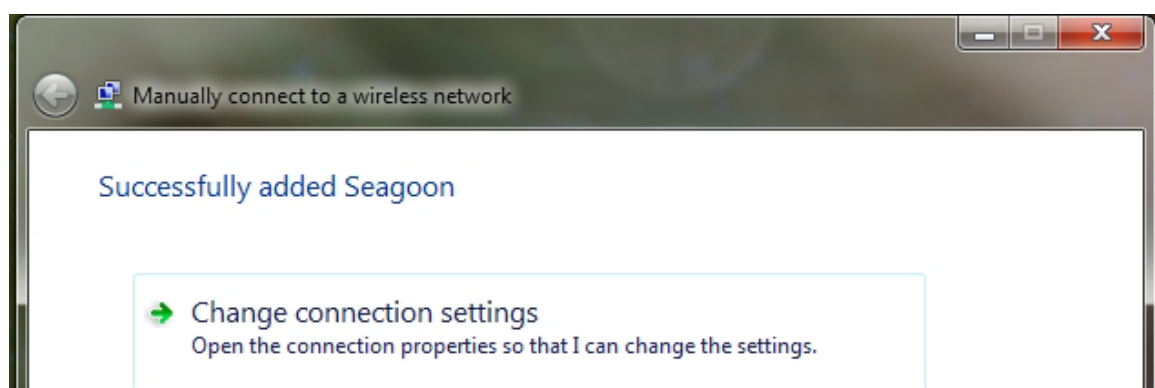 Manually connect to a wireless network
Successfully added Seagoon
Change connection settings
Open the connection properties so that I can change the settings.